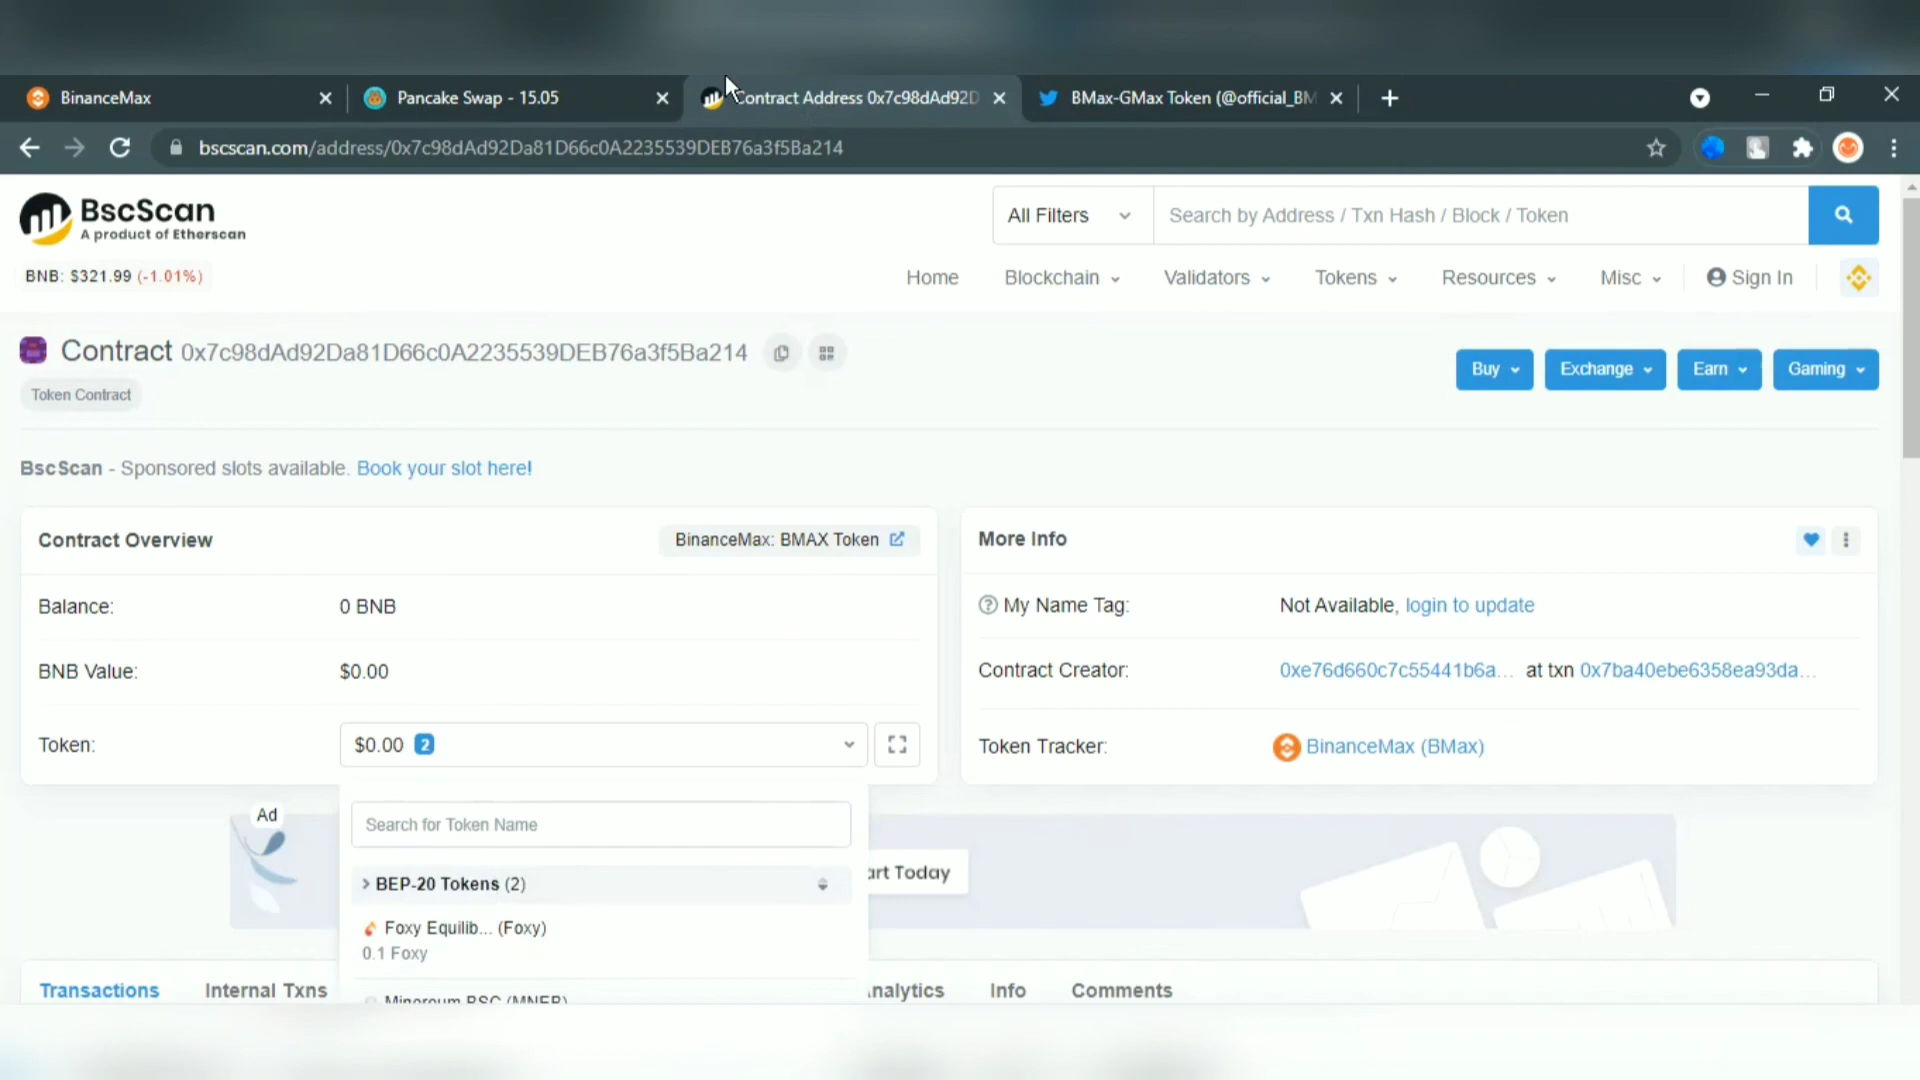 BinanceMax
Pancake Swap - 15.05
Contract Address 0x7c98dAd92D
BMax-GMax Token (@official_BM
bscscan.com/address/0x7c98dAd92Da81D66c0A2235539DEB76a3f5Ba214
BscScan
A product of Etherscan
All Filters
Search by Address / Txn Hash / Block / Token
BNB: $321.99 (-1.01%)
Home
Blockchain
Validators
Tokens
Resources
Misc
Sign In
Contract 0x7c98dAd92Da81D66c0A2235539DEB76a3f5Ba214
Buy
Exchange
Earn
Gaming
Token Contract
BscScan - Sponsored slots available. Book your slot here!
Contract Overview
BinanceMax: BMAX Token
Balance:
0 BNB
BNB Value:
$0.00
Token:
$0.00 2
More Info
My Name Tag:
Not Available, login to update
Contract Creator:
0xe76d660c7c55441b6a... at txn 0x7ba40ebe6358ea93da...
Token Tracker:
BinanceMax (BMax)
Ad
Search for Token Name
art Today
BEP-20 Tokens (2)
Foxy Equilib... (Foxy)
0.1 Foxy
Minereum BSC (MNEB)
Transactions
Internal Txns
Analytics
Info
Comments